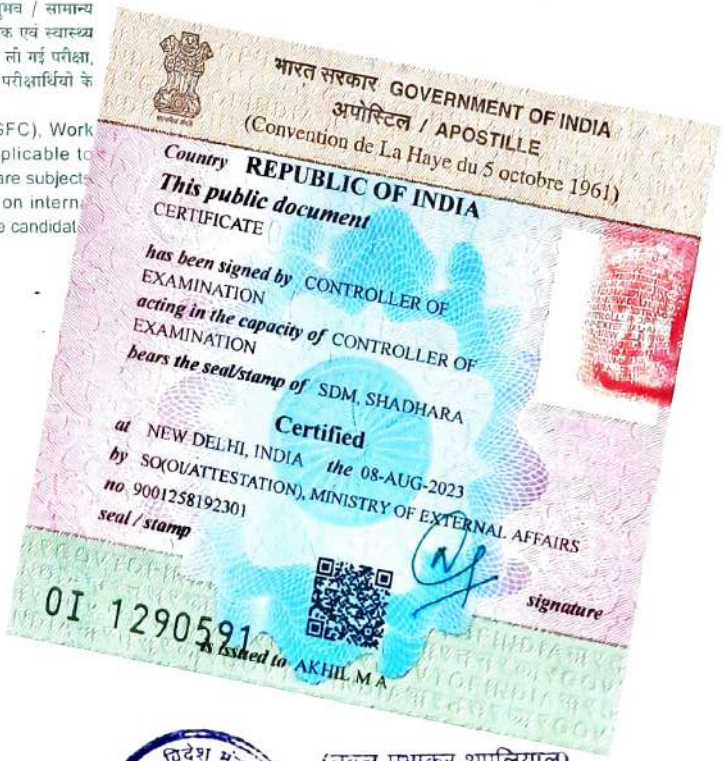 / सामान्य
क एवं स्वास्थ्य
ली गई परीक्षा,
परीक्षार्थियों के
SFC), Work
plicable to
are subjects
on intern
e candidat
भारत सरकार GOVERNMENT OF INDIA
अपोस्टिल / APOSTILLE
(Convention de La Haye du 5 octobre 1961)
Country REPUBLIC OF INDIA
This public document
CERTIFICATE
has been signed by CONTROLLER OF
EXAMINATION
acting in the capacity of CONTROLLER OF
EXAMINATION
bears the seal/stamp of SDM, SHADHARA
Certified
at NEW DELHI, INDIA the 08-AUG-2023
by SO(OI/ATTESTATION), MINISTRY OF EXTERNAL AFFAIRS
no. 9001258192301
seal / stamp
signature
OI 1290591
is issued to AKHIL M A
विदेश